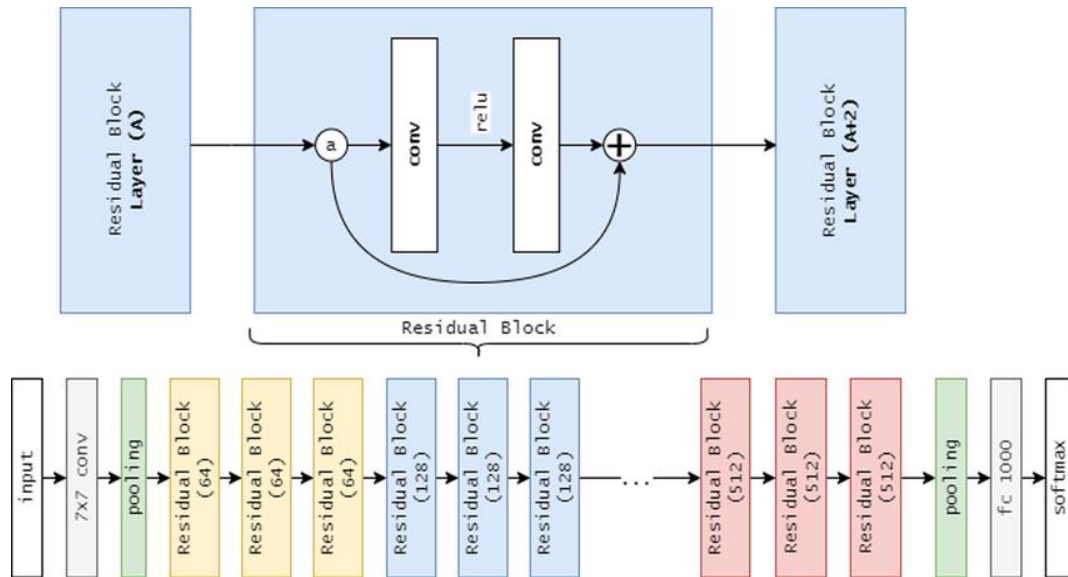 Residual Block
Layer (A)
a
conv
relu
conv
+
Residual Block
Layer (A+2)
Residual Block
input
7x7 conv
pooling
Residual Block
(64)
Residual Block
(64)
Residual Block
(64)
Residual Block
(128)
Residual Block
(128)
Residual Block
(128)
...
Residual Block
(512)
Residual Block
(512)
Residual Block
(512)
pooling
fc 1000
softmax